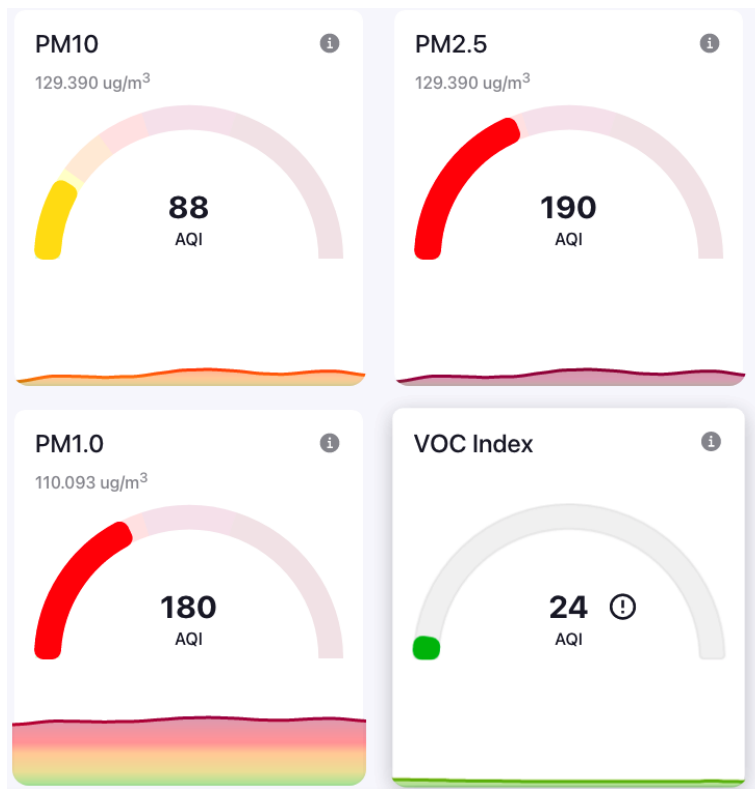 PM10
129.390 ug/m³
88
AQI
PM2.5
129.390 ug/m³
190
AQI
PM1.0
110.093 ug/m³
180
AQI
VOC Index
24
AQI